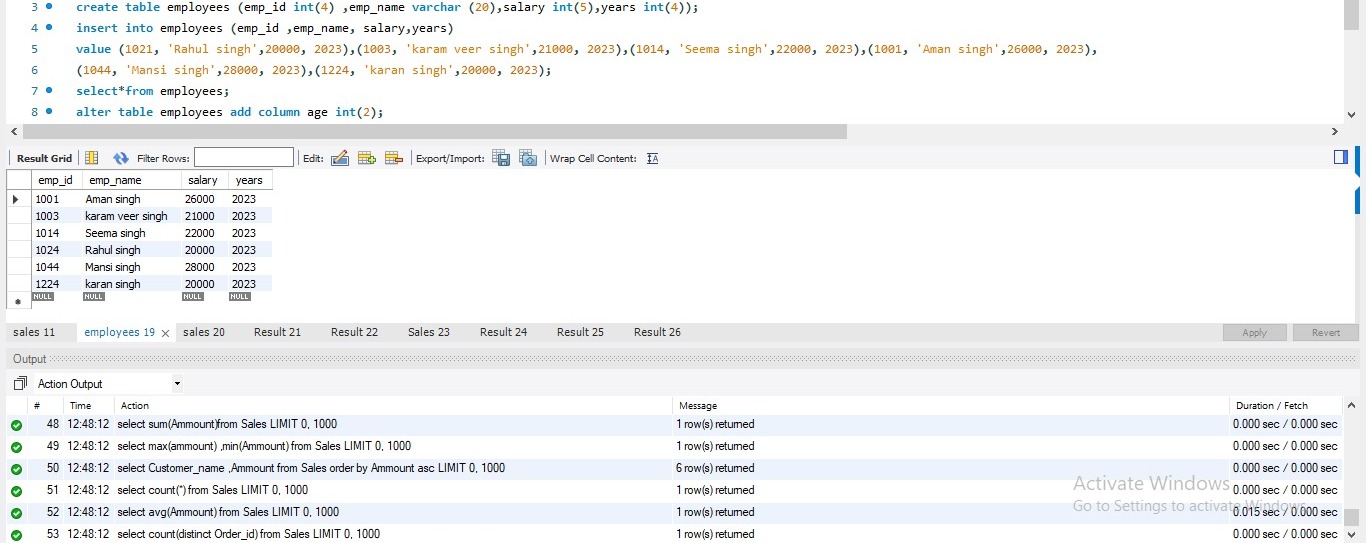 3 create table employees (emp_id int(4) ,emp_name varchar (20),salary int(5),years int(4));
4 insert into employees (emp_id ,emp_name, salary,years)
5 value (1021, 'Rahul singh',20000, 2023),(1003, 'karam veer singh',21000, 2023),(1014, 'Seema singh',22000, 2023),(1001, 'Aman singh',26000, 2023),
6 (1044, 'Mansi singh',28000, 2023),(1224, 'karan singh',20000, 2023);
7 select*from employees;
8 alter table employees add column age int(2);
Result Grid Filter Rows: Edit: Export/Import: Wrap Cell Content: IA
emp_id emp_name salary years
1001 Aman singh 26000 2023
1003 karam veer singh 21000 2023
1014 Seema singh 22000 2023
1024 Rahul singh 20000 2023
1044 Mansi singh 28000 2023
1224 karan singh 20000 2023
NULL NULL NULL NULL
sales 11 employees 19 sales 20 Result 21 Result 22 Sales 23 Result 24 Result 25 Result 26 Apply Revert
Output
Action Output
# Time Action Message Duration / Fetch
48 12:48:12 select sum(Ammount)from Sales LIMIT 0, 1000 1 row(s) returned 0.000 sec / 0.000 sec
49 12:48:12 select max(ammount) ,min(Ammount) from Sales LIMIT 0, 1000 1 row(s) returned 0.000 sec / 0.000 sec
50 12:48:12 select Customer_name ,Ammount from Sales order by Ammount asc LIMIT 0, 1000 6 row(s) returned 0.000 sec / 0.000 sec
Activate Windows
51 12:48:12 select count(*) from Sales LIMIT 0, 1000 1 row(s) returned 0.000 sec / 0.000 sec
Go to Settings to activate Windows.
52 12:48:12 select avg(Ammount) from Sales LIMIT 0, 1000 1 row(s) returned 0.015 sec / 0.000 sec
53 12:48:12 select count(distinct Order_id) from Sales LIMIT 0, 1000 1 row(s) returned 0.000 sec / 0.000 sec